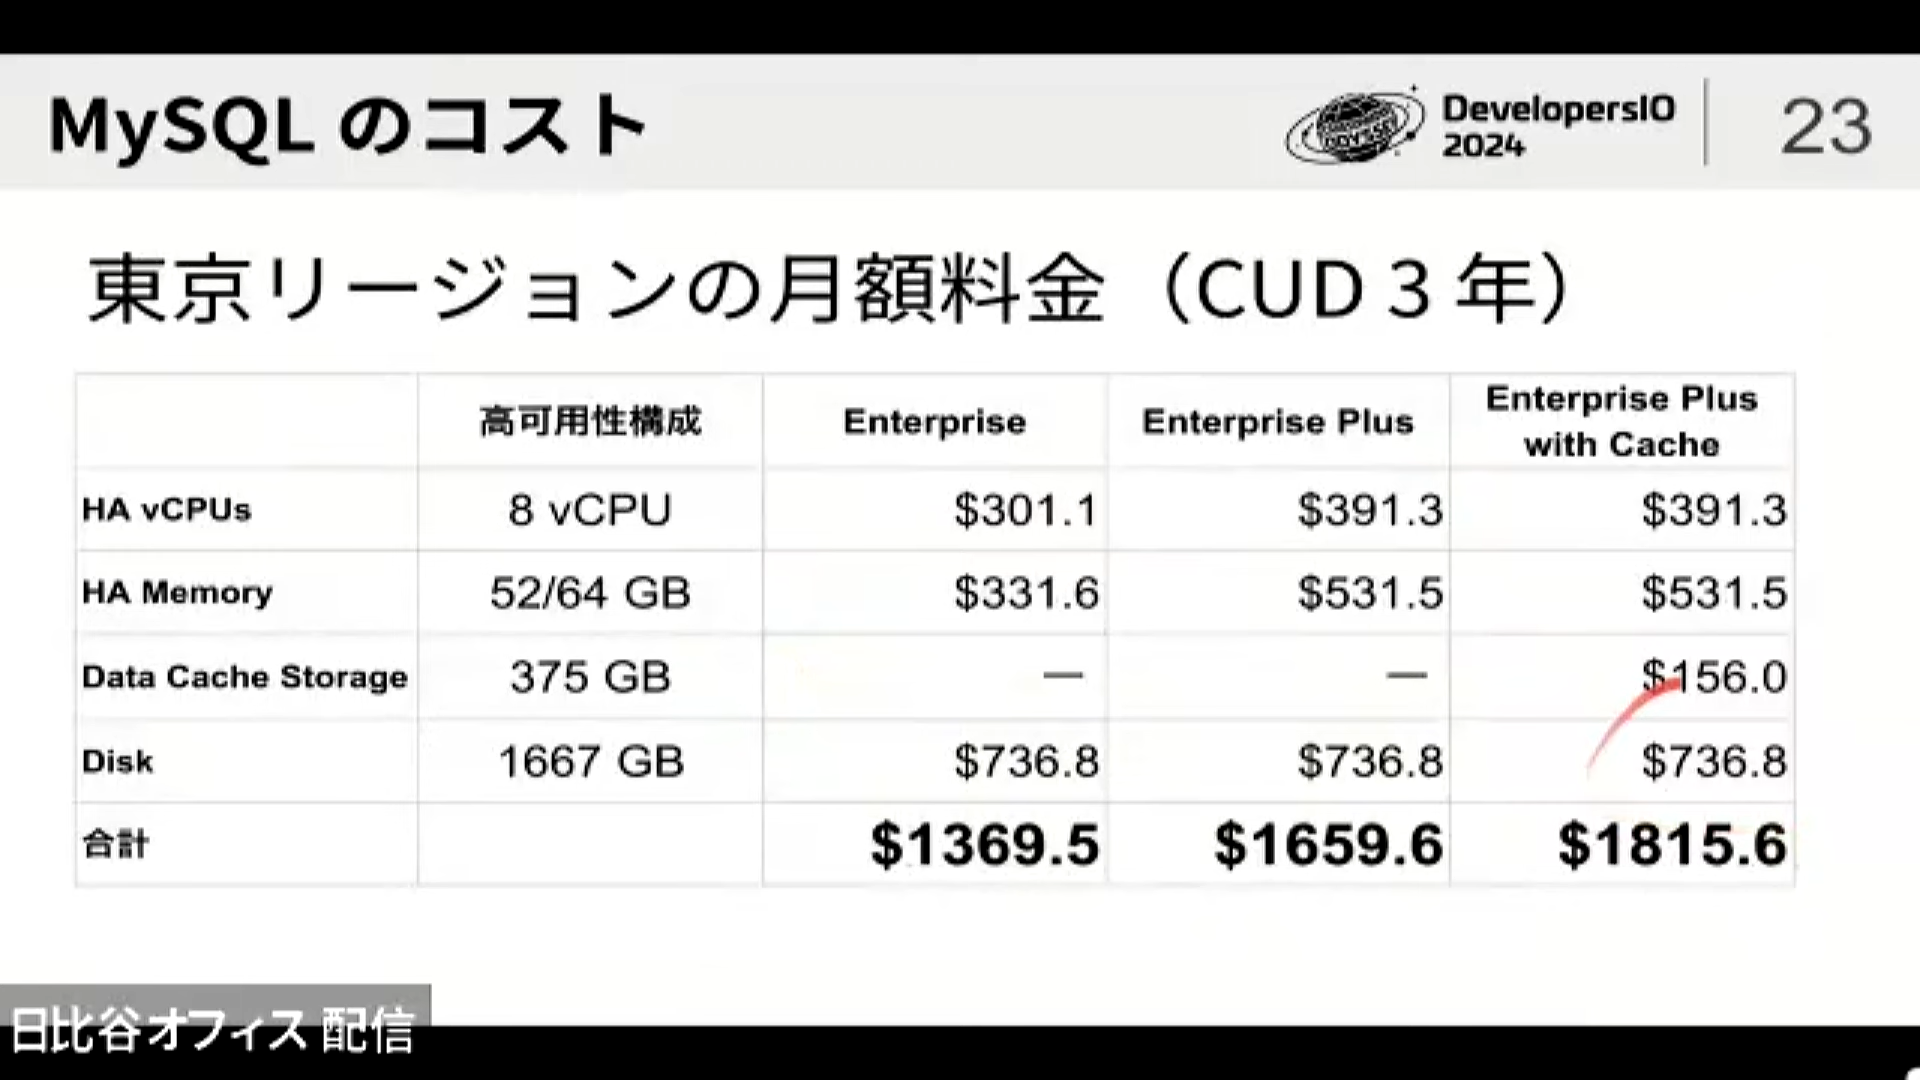 MySQL のコスト
ODYSSEY
DevelopersIO
2024
23
東京リージョンの月額料金（CUD 3 年）
高可用性構成 Enterprise Enterprise Plus Enterprise Plus with Cache
HA vCPUs 8 vCPU $301.1 $391.3 $391.3
HA Memory 52/64 GB $331.6 $531.5 $531.5
Data Cache Storage 375 GB — — $156.0
Disk 1667 GB $736.8 $736.8 $736.8
合計 $1369.5 $1659.6 $1815.6
日比谷オフィス 配信